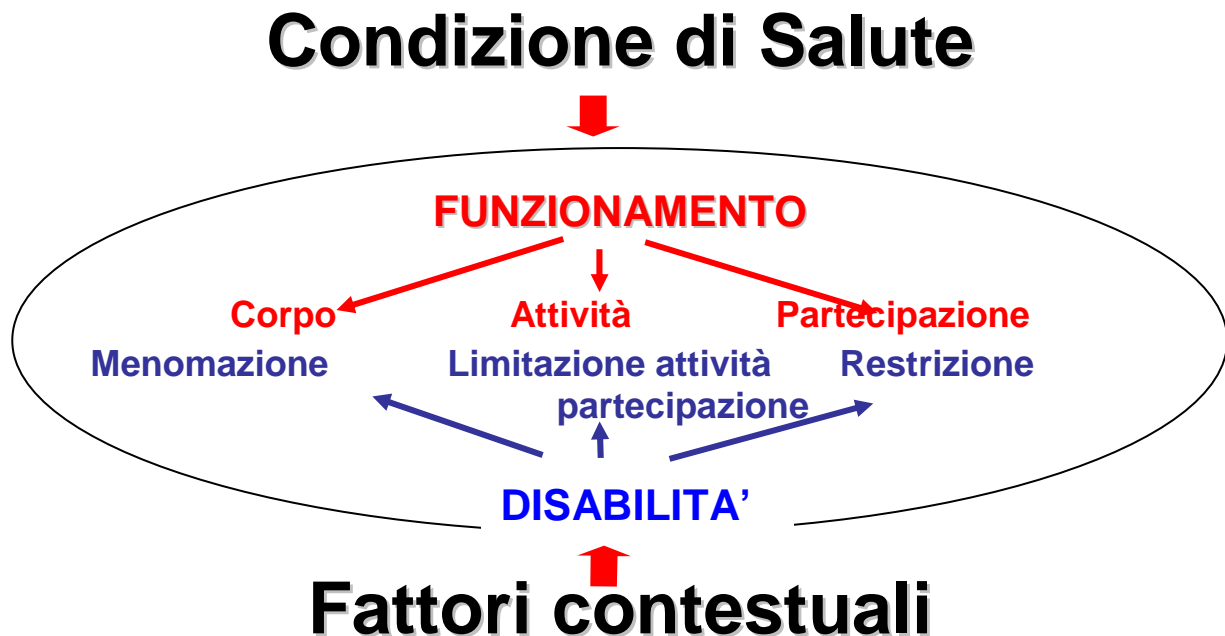 Condizione di Salute
FUNZIONAMENTO
Corpo Attività Partecipazione
Menomazione Limitazione attività Restrizione
partecipazione
DISABILITA’
Fattori contestuali